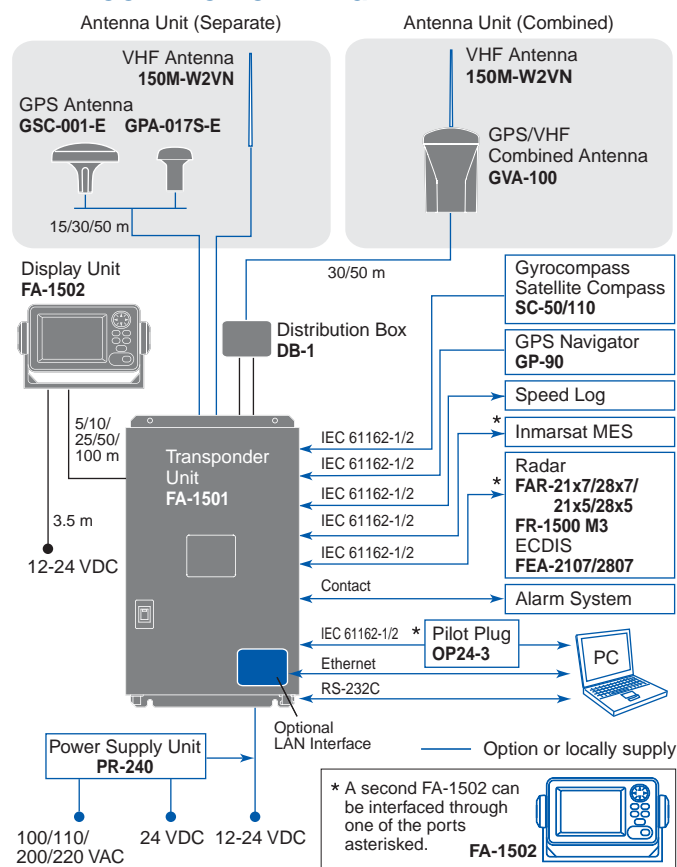 Antenna Unit (Separate)
Antenna Unit (Combined)
VHF Antenna
150M-W2VN
GPS Antenna
GSC-001-E GPA-017S-E
15/30/50 m
VHF Antenna
150M-W2VN
GPS/VHF
Combined Antenna
GVA-100
30/50 m
Display Unit
FA-1502
Distribution Box
DB-1
Gyrocompass
Satellite Compass
SC-50/110
GPS Navigator
GP-90
Speed Log
* Inmarsat MES
* Radar
FAR-21x7/28x7/
21x5/28x5
FR-1500 M3
ECDIS
FEA-2107/2807
Alarm System
5/10/
25/50/
100 m
3.5 m
12-24 VDC
Transponder
Unit
FA-1501
IEC 61162-1/2
IEC 61162-1/2
IEC 61162-1/2
IEC 61162-1/2
IEC 61162-1/2
Contact
IEC 61162-1/2
* Pilot Plug
OP24-3
Ethernet
RS-232C
PC
Optional
LAN Interface
Power Supply Unit
PR-240
100/110/
200/220 VAC
24 VDC
12-24 VDC
Option or locally supply
* A second FA-1502 can
be interfaced through
one of the ports
asterisked.
FA-1502